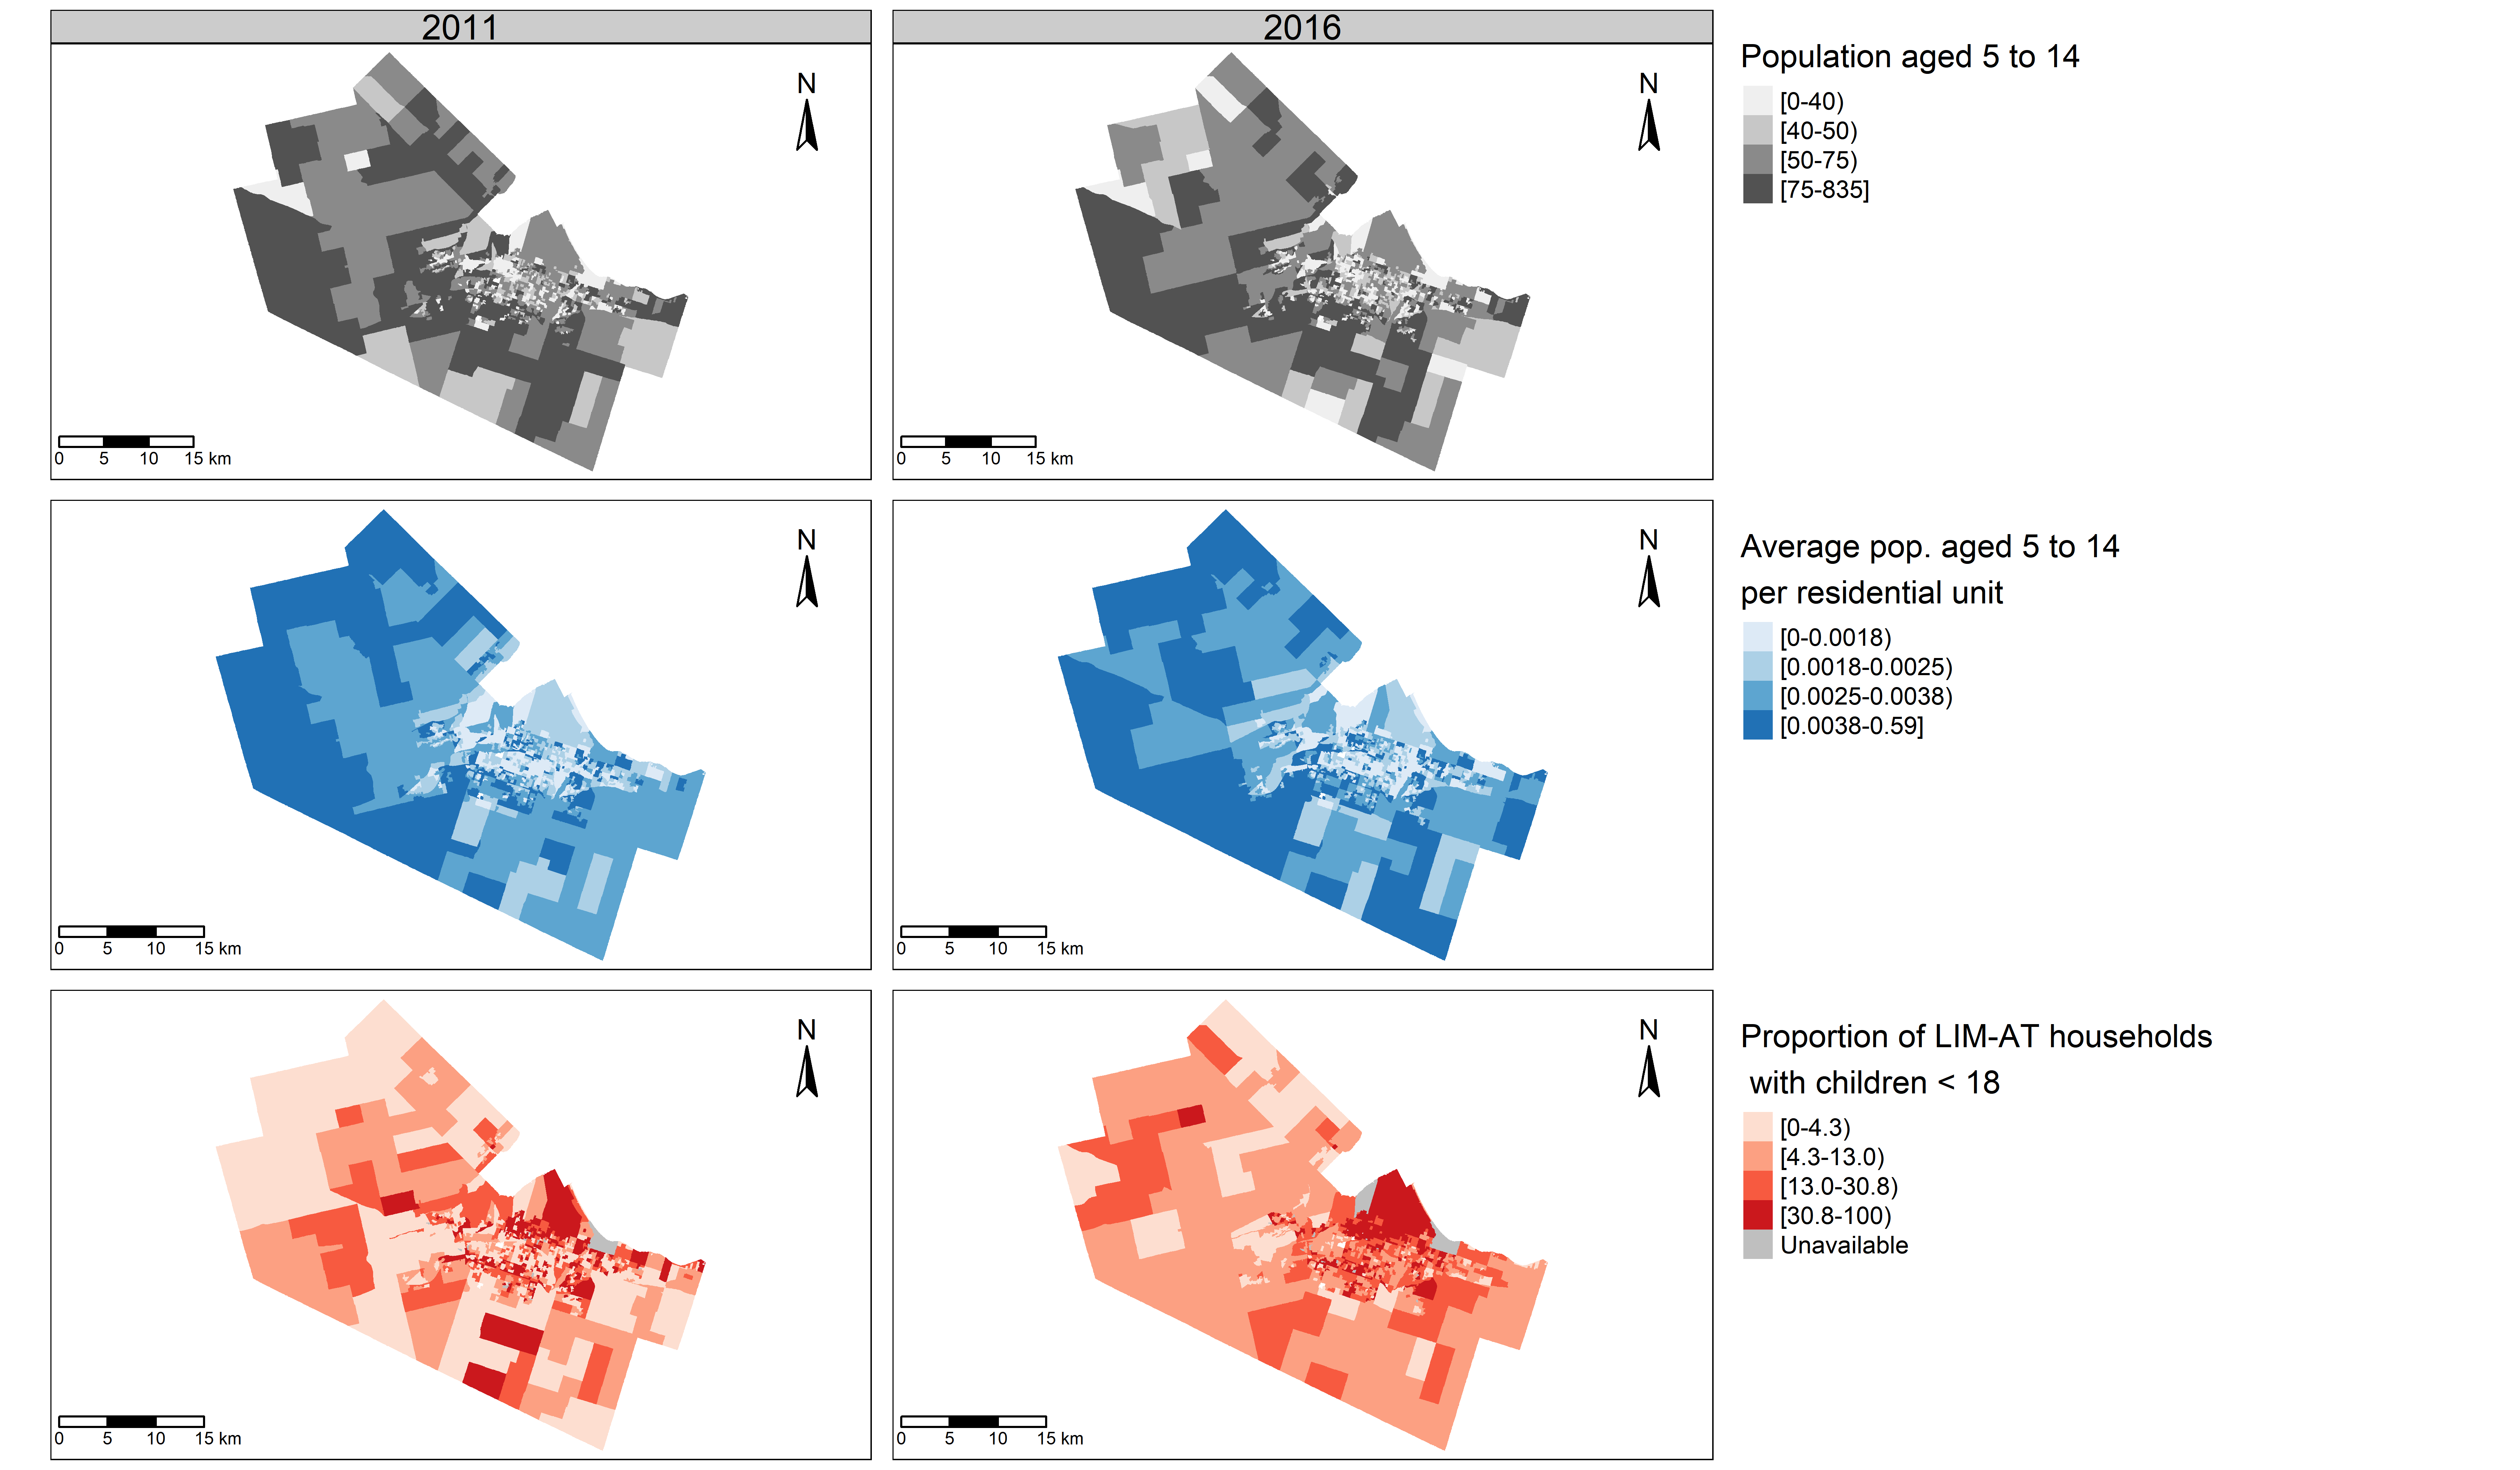 2011
2016
N
0 5 10 15 km
N
0 5 10 15 km
Population aged 5 to 14
[0-40)
[40-50)
[50-75)
[75-835]
N
0 5 10 15 km
N
0 5 10 15 km
Average pop. aged 5 to 14
per residential unit
[0-0.0018)
[0.0018-0.0025)
[0.0025-0.0038)
[0.0038-0.59]
N
0 5 10 15 km
N
0 5 10 15 km
Proportion of LIM-AT households
with children < 18
[0-4.3)
[4.3-13.0)
[13.0-30.8)
[30.8-100)
Unavailable